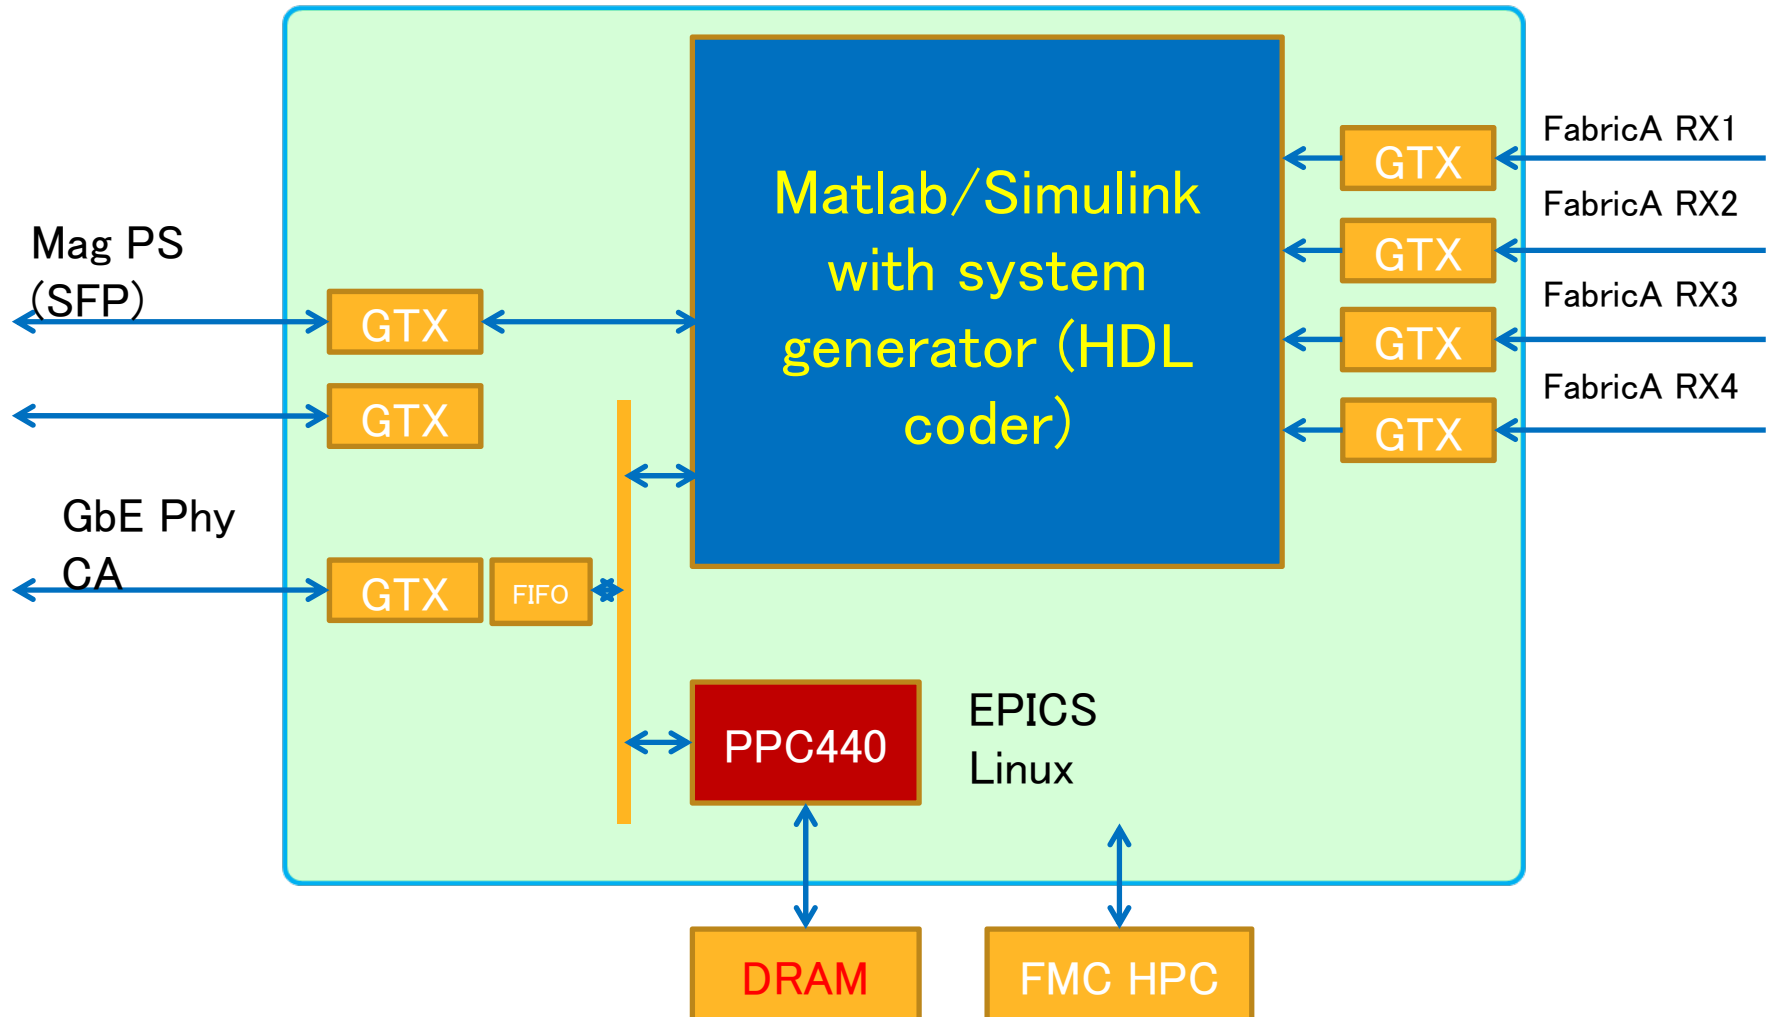 Mag PS
(SFP)
GTX
GTX
GbE Phy
CA
GTX
FIFO
Matlab/Simulink
with system
generator (HDL
coder)
GTX
FabricA RX1
GTX
FabricA RX2
GTX
FabricA RX3
GTX
FabricA RX4
PPC440
EPICS
Linux
DRAM
FMC HPC